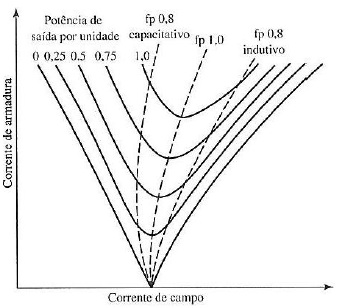 Potência de
saída por unidade
0 0,25 0.5 0,75 1.0
fp 0,8
capacitativo
fp 1,0
fp 0,8
indutivo
Corrente de armadura
Corrente de campo